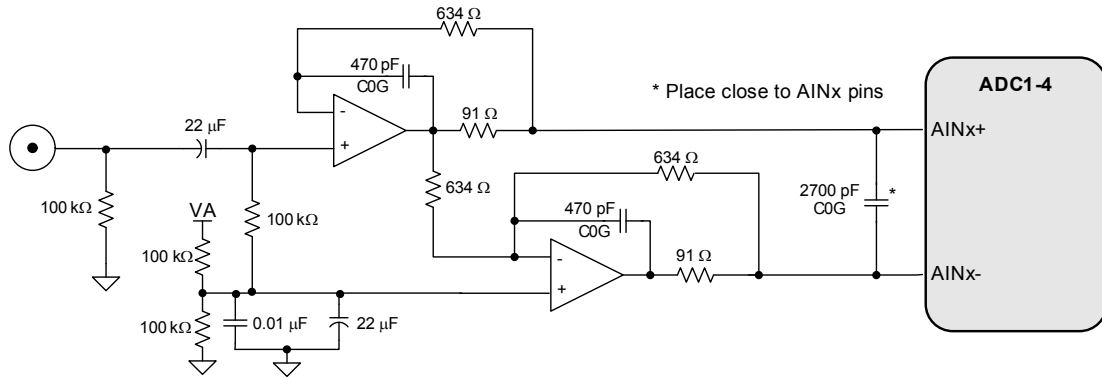 634 Ω
470 pF
C0G
* Place close to AINx pins
ADC1-4
-
+
91 Ω
AINx+
22 µF
634 Ω
634 Ω
100 kΩ
VA
100 kΩ
470 pF
C0G
2700 pF
C0G
*
100 kΩ
-
+
91 Ω
AINx-
100 kΩ
0.01 µF
22 µF